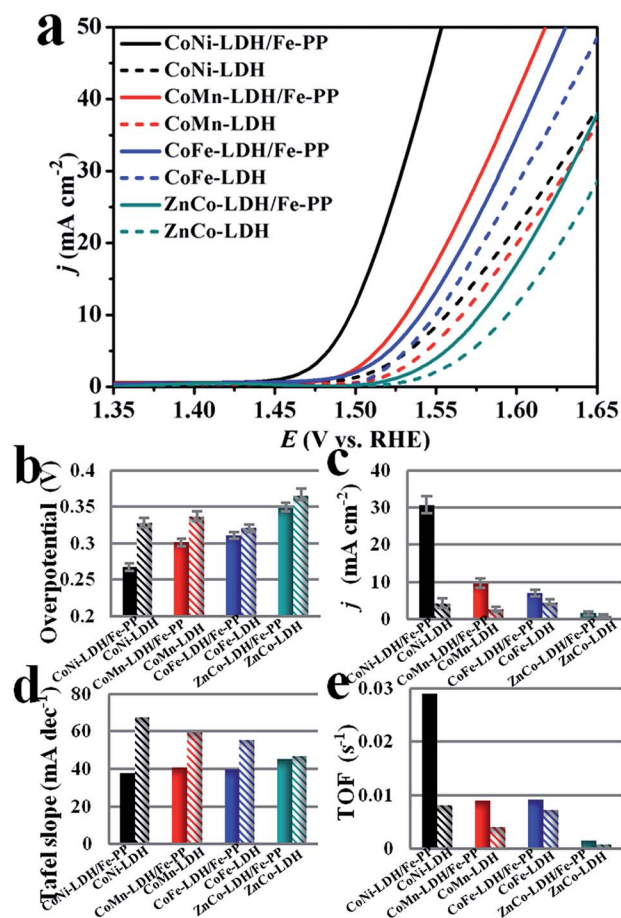 a
50
40
30
20
10
0
j (mA cm-2)
CoNi-LDH/Fe-PP
CoNi-LDH
CoMn-LDH/Fe-PP
CoMn-LDH
CoFe-LDH/Fe-PP
CoFe-LDH
ZnCo-LDH/Fe-PP
ZnCo-LDH
1.35 1.40 1.45 1.50 1.55 1.60 1.65
E (V vs. RHE)
b
Overpotential (V)
0.4
0.35
0.3
0.25
0.2
CoNi-LDH/Fe-PP
CoNi-LDH
CoMn-LDH/Fe-PP
CoMn-LDH
CoFe-LDH/Fe-PP
CoFe-LDH
ZnCo-LDH/Fe-PP
ZnCo-LDH
c
j (mA cm-2)
40
30
20
10
0
CoNi-LDH/Fe-PP
CoNi-LDH
CoMn-LDH/Fe-PP
CoMn-LDH
CoFe-LDH/Fe-PP
CoFe-LDH
ZnCo-LDH/Fe-PP
ZnCo-LDH
d
Tafel slope (mA dec-1)
80
60
40
20
0
CoNi-LDH/Fe-PP
CoNi-LDH
CoMn-LDH/Fe-PP
CoMn-LDH
CoFe-LDH/Fe-PP
CoFe-LDH
ZnCo-LDH/Fe-PP
ZnCo-LDH
e
TOF (s-1)
0.03
0.02
0.01
0
CoNi-LDH/Fe-PP
CoNi-LDH
CoMn-LDH/Fe-PP
CoMn-LDH
CoFe-LDH/Fe-PP
CoFe-LDH
ZnCo-LDH/Fe-PP
ZnCo-LDH